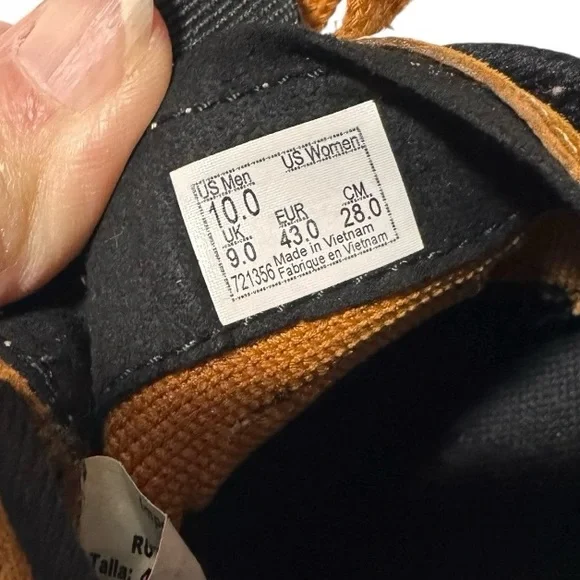 US Men US Women
10.0
UK EUR CM
9.0 43.0 28.0
721356 Made in Vietnam
Fabrique en Vietnam
Talla: